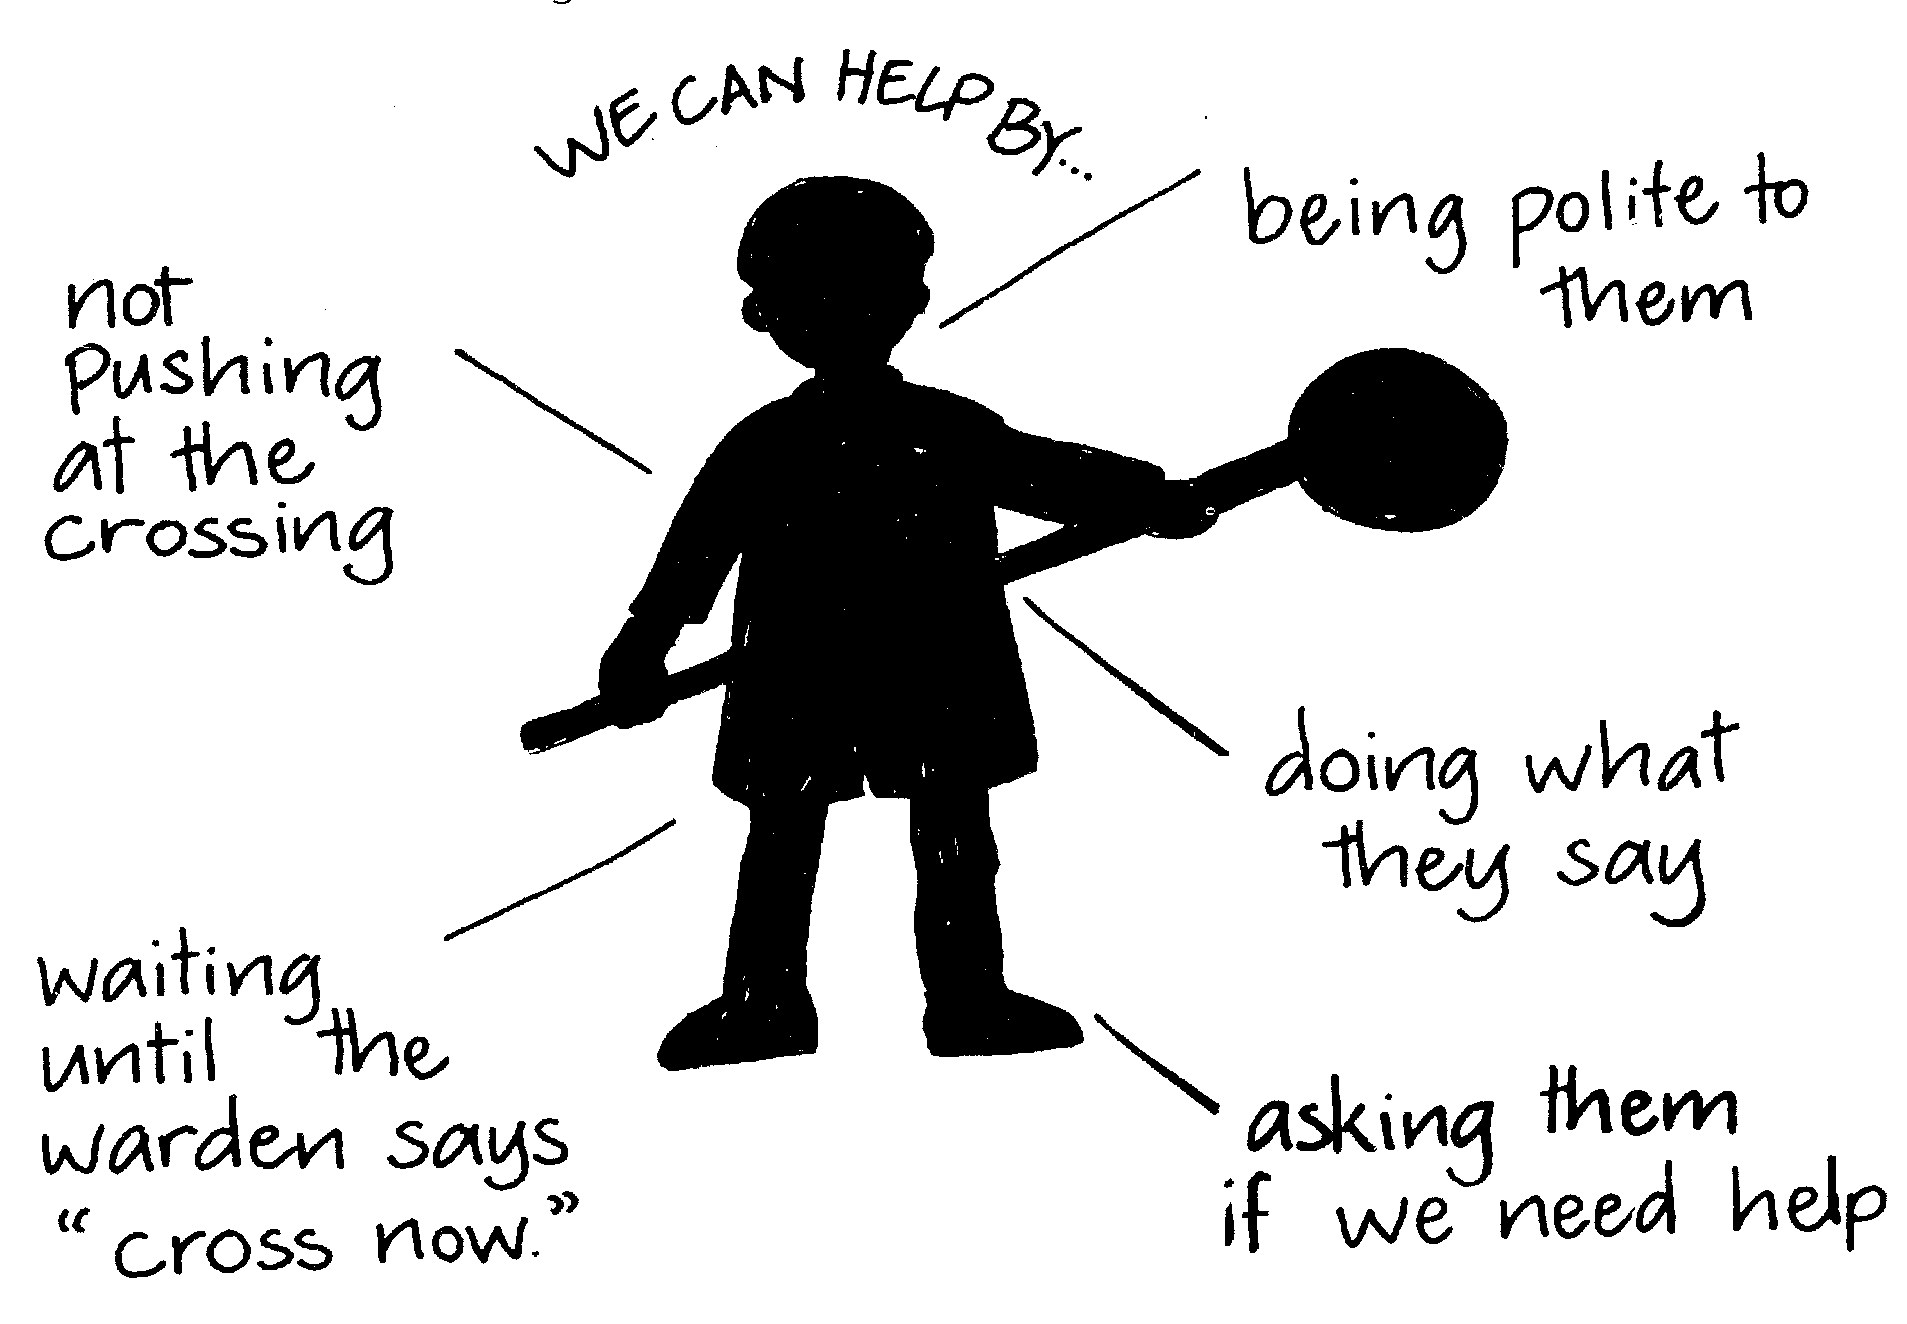 WE CAN HELP BY...
being polite to
them
not
pushing
at the
crossing
doing what
they say
waiting
until the
warden says
"cross now."
asking them
if we need help